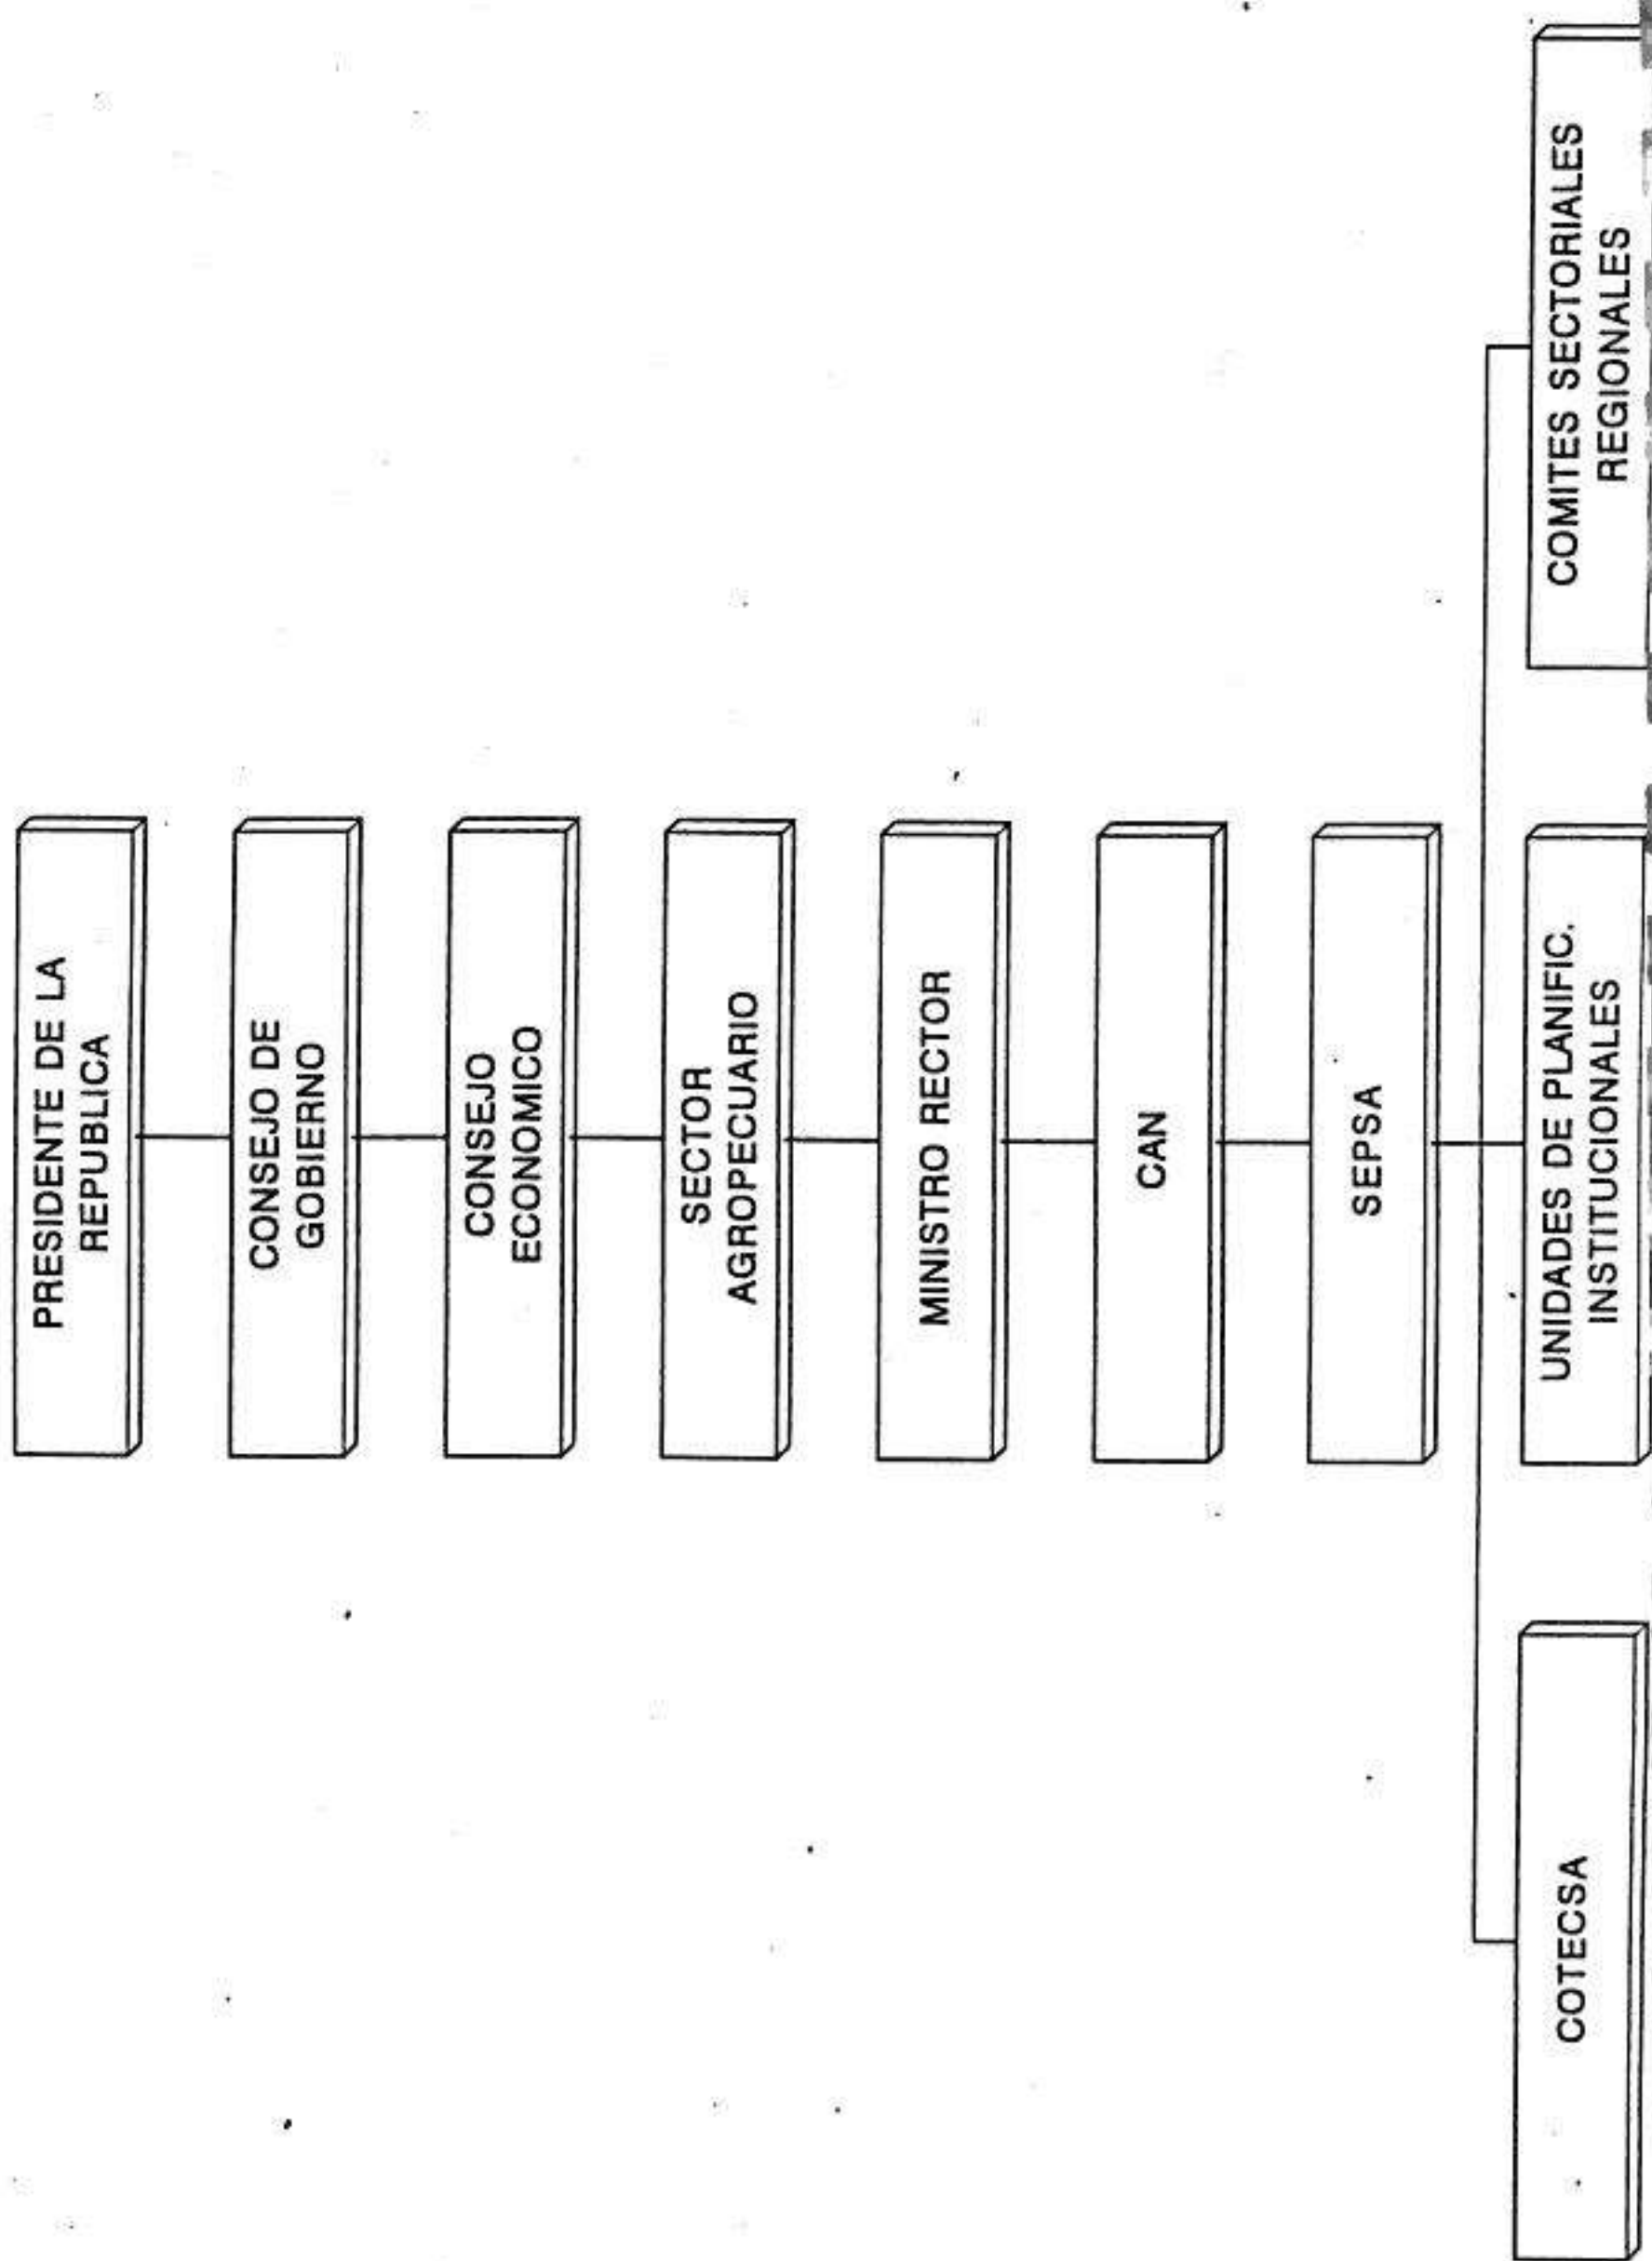 PRESIDENTE DE LA
REPUBLICA
CONSEJO DE
GOBIERNO
CONSEJO
ECONOMICO
SECTOR
AGROPECUARIO
MINISTRO RECTOR
CAN
SEPSA
COTECSA
UNIDADES DE PLANIFIC.
INSTITUCIONALES
COMITES SECTORIALES
REGIONALES